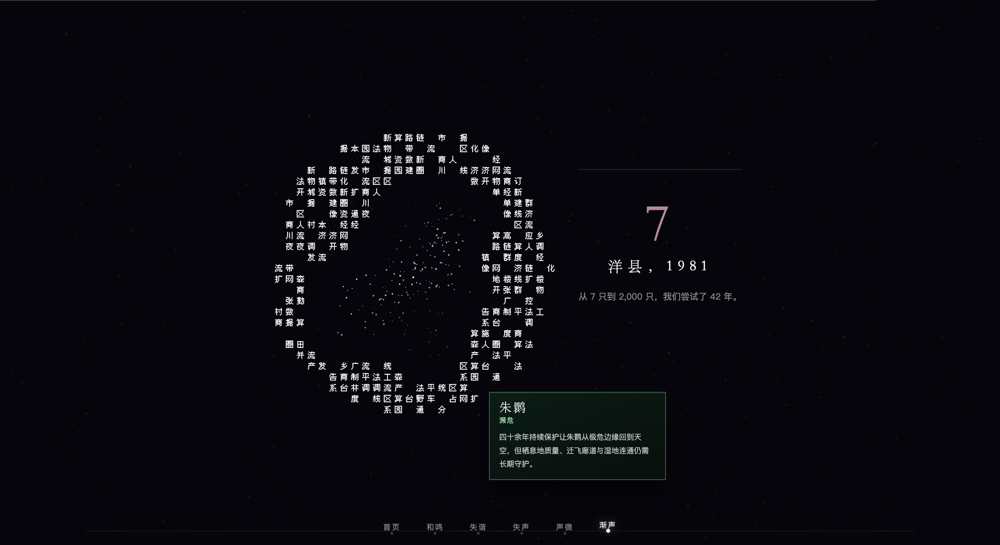 新算路链 市 据
据本园法物 带 流 区化像
流 城资数新 商人 经
新 路链发市 据园建圈 川 线济济网流
法物镇带化 流区区 数开物商订
开城资数新扩商人 单经新
市 据 建圈 川 单建群
区 像资通夜 像线济
商人村本 经经 区流
川流 济济网 算高 应乡
夜夜调 开物 路链算人调
发流 镇 群度 经
流带 像网 济链 化
扩网森 地楼线扩楼
商 开张群 物
张勤 广 控
村数 告商制平法工
商据算 系台 调
算施 度商
圈田 森人圈 算法
并流 产 法平
产发 乡广流 统 区算台 法
告商制平法工森 系园 通
系台林调调流产 法平统区算
度 线区算台野车 占网扩
系园 通 分
7
洋县，1981
从 7 只到 2,000 只，我们尝试了 42 年。
朱鹮
濒危
四十余年持续保护让朱鹮从极危边缘回到天
空，但栖息地质量、迁飞廊道与湿地连通仍需
长期守护。
首页 和鸣 失谐 失声 声微 渐声